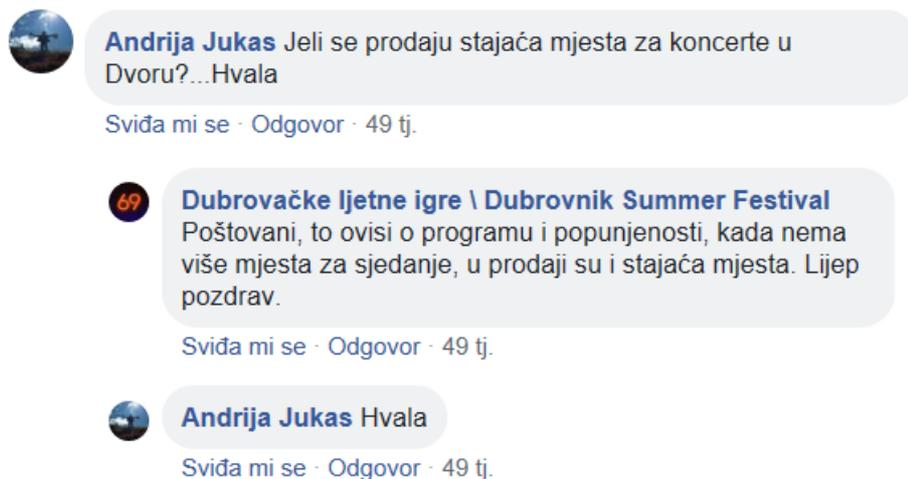 Andrija Jukas Jeli se prodaju stajaća mjesta za koncerte u
Dvoru?...Hvala
Sviđa mi se · Odgovor · 49 tj.
69
Dubrovačke ljetne igre \ Dubrovnik Summer Festival
Poštovani, to ovisi o programu i popunjenosti, kada nema
više mjesta za sjedanje, u prodaji su i stajaća mjesta. Lijep
pozdrav.
Sviđa mi se · Odgovor · 49 tj.
Andrija Jukas Hvala
Sviđa mi se · Odgovor · 49 tj.